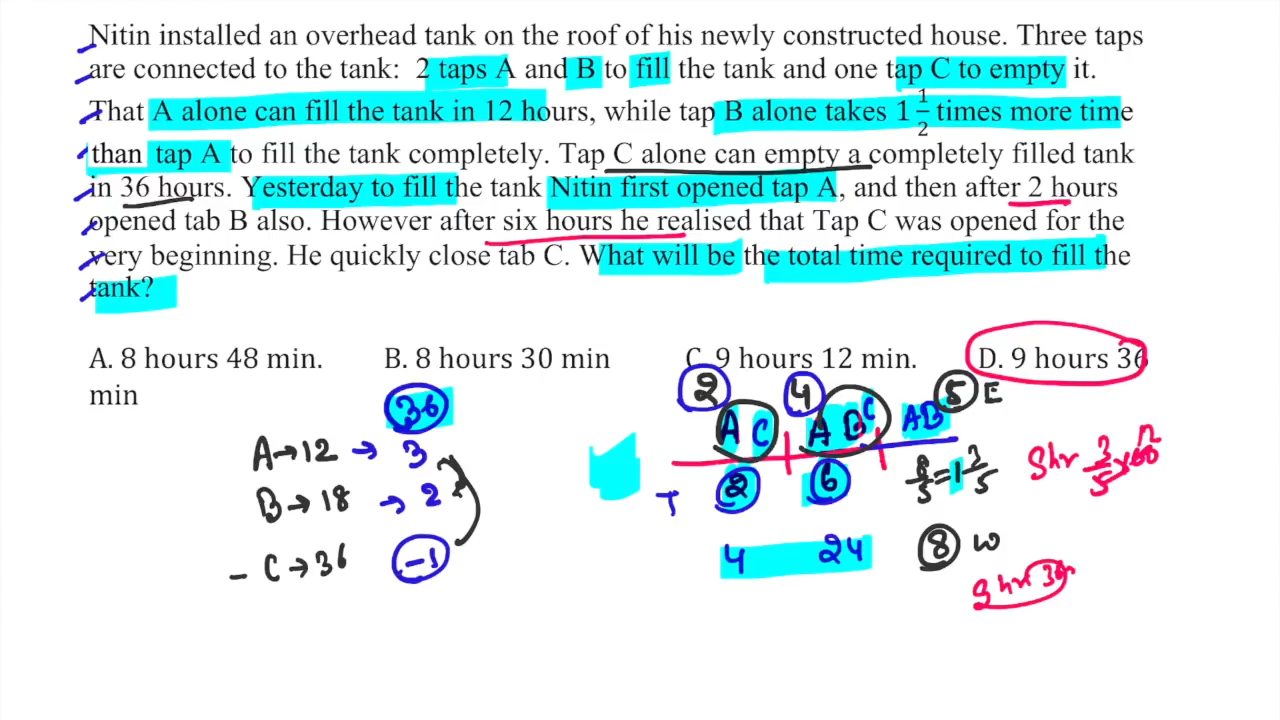 Nitin installed an overhead tank on the roof of his newly constructed house. Three taps
are connected to the tank: 2 taps A and B to fill the tank and one tap C to empty it.
That A alone can fill the tank in 12 hours, while tap B alone takes 1 1/2 times more time
than tap A to fill the tank completely. Tap C alone can empty a completely filled tank
in 36 hours. Yesterday to fill the tank Nitin first opened tap A, and then after 2 hours
opened tab B also. However after six hours he realised that Tap C was opened for the
very beginning. He quickly close tab C. What will be the total time required to fill the
tank?
A. 8 hours 48 min. B. 8 hours 30 min C. 9 hours 12 min. D. 9 hours 36
min
36
2 4 5 E
A C A B C AB
A → 12 → 3
B → 18 → 2
- C → 36 -1
T 2 6 8/5 = 1 3/5
3/5 × 60
4 24 8 W
9 hr 36